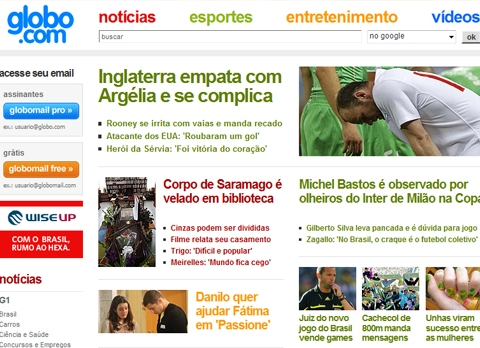 globo
.com
notícias
esportes
entretenimento
vídeos
buscar
no google
ok
acesse seu email
assinantes
globomail pro »
ex.: usuario@globo.com
grátis
globomail free »
ex.: usuario@globomail.com
WISEUP
COM O BRASIL,
RUMO AO HEXA.
notícias
G1
Brasil
Carros
Ciência e Saúde
Concursos e Empregos
Inglaterra empata com
Argélia e se complica
Rooney se irrita com vaias e manda recado
Atacante dos EUA: 'Roubaram um gol'
Herói da Sérvia: 'Foi vitória do coração'
Corpo de Saramago é
velado em biblioteca
Cinzas podem ser divididas
Filme relata seu casamento
Trigo: 'Difícil e popular'
Meirelles: 'Mundo fica cego'
Michel Bastos é observado por
olheiros do Inter de Milão na Copa
Gilberto Silva leva pancada e é dúvida para jogo
Zagallo: 'No Brasil, o craque é o futebol coletivo'
Danilo quer
ajudar Fátima
em 'Passione'
Juiz do novo
jogo do Brasil
vende games
Cachecol de
800m manda
mensagens
Unhas viram
sucesso entre
as mulheres